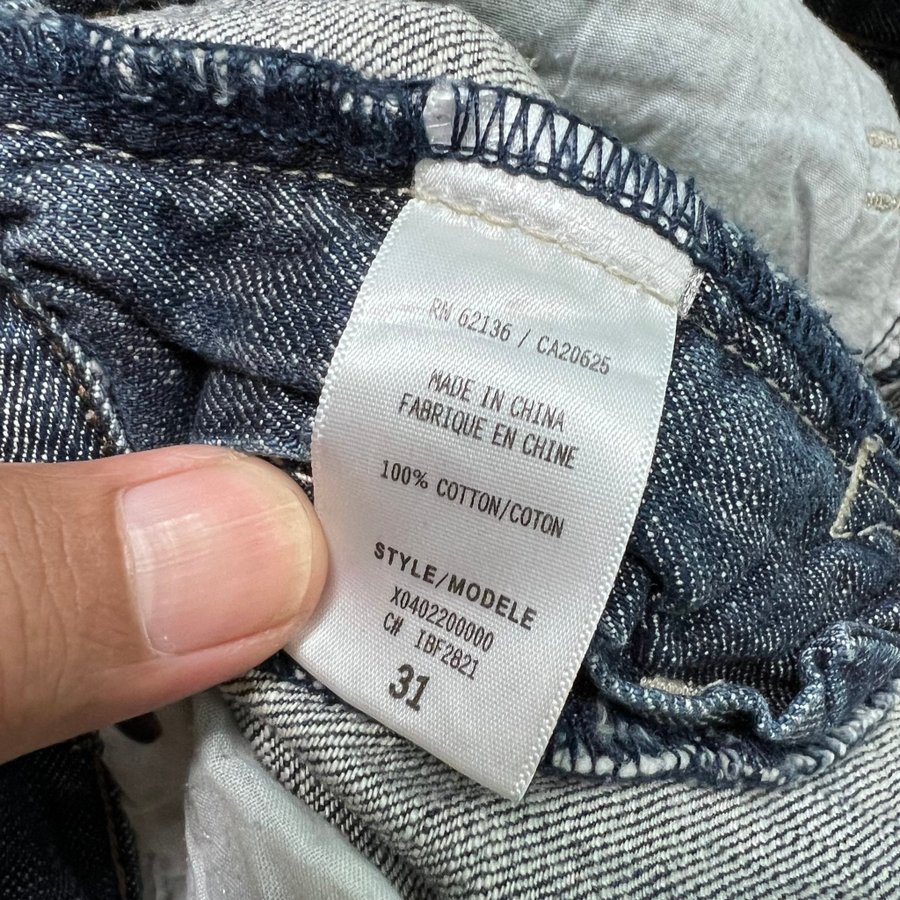 RN 62136 / CA20625
MADE IN CHINA
FABRIQUE EN CHINE
100% COTTON/COTON
STYLE/MODELE
X0402200000
C# IBF2821
31